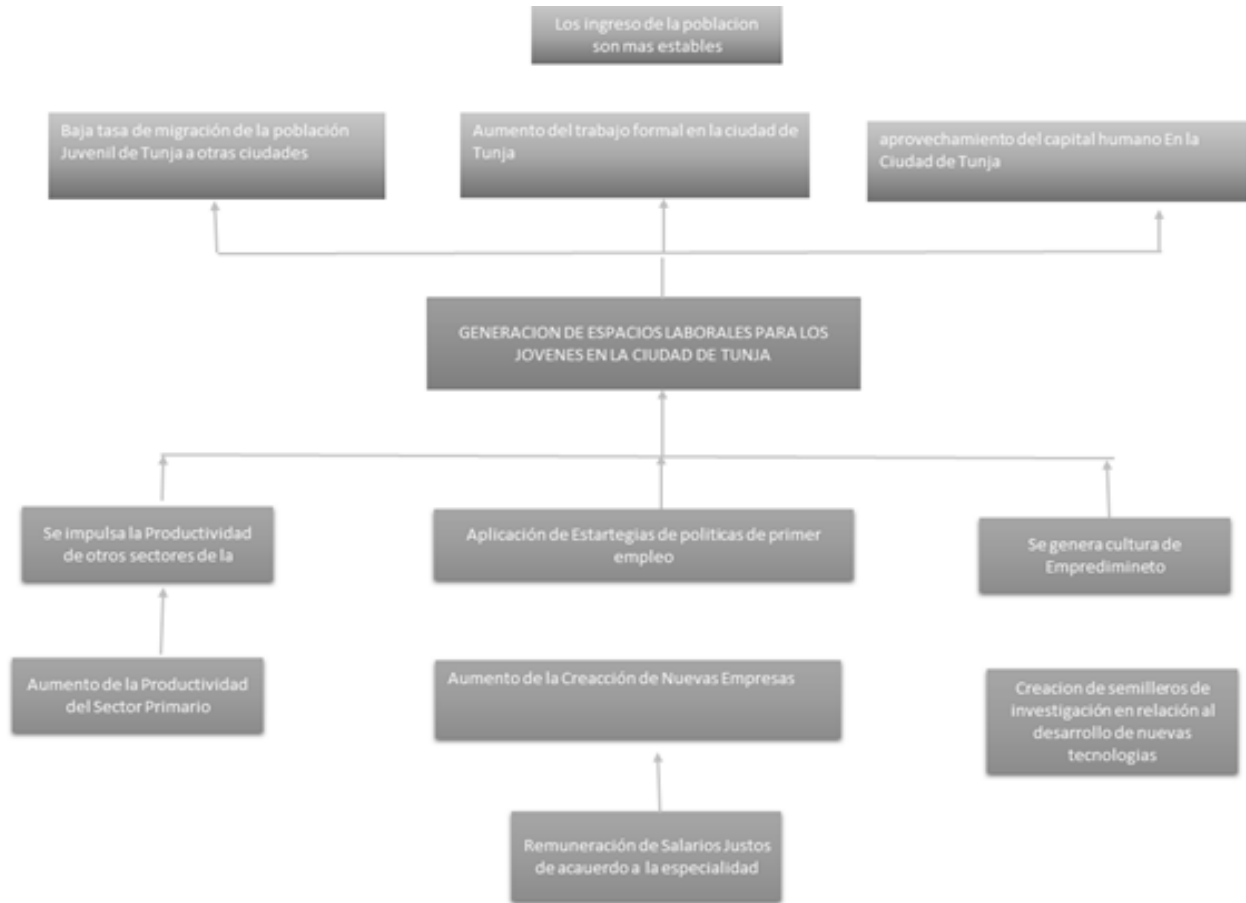 Los ingreso de la poblacion
son mas estables
Baja tasa de migración de la población
Juvenil de Tunja a otras ciudades
Aumento del trabajo formal en la ciudad de
Tunja
aprovechamiento del capital humano En la
Ciudad de Tunja
GENERACION DE ESPACIOS LABORALES PARA LOS
JOVENES EN LA CIUDAD DE TUNJA
Se impulsa la Productividad
de otros sectores de la
Aplicación de Estartegias de politicas de primer
empleo
Se genera cultura de
Empredimineto
Aumento de la Productividad
del Sector Primario
Aumento de la Creacción de Nuevas Empresas
Creacion de semilleros de
investigación en relación al
desarrollo de nuevas
tecnologias
Remuneración de Salarios Justos
de acauerdo a la especialidad